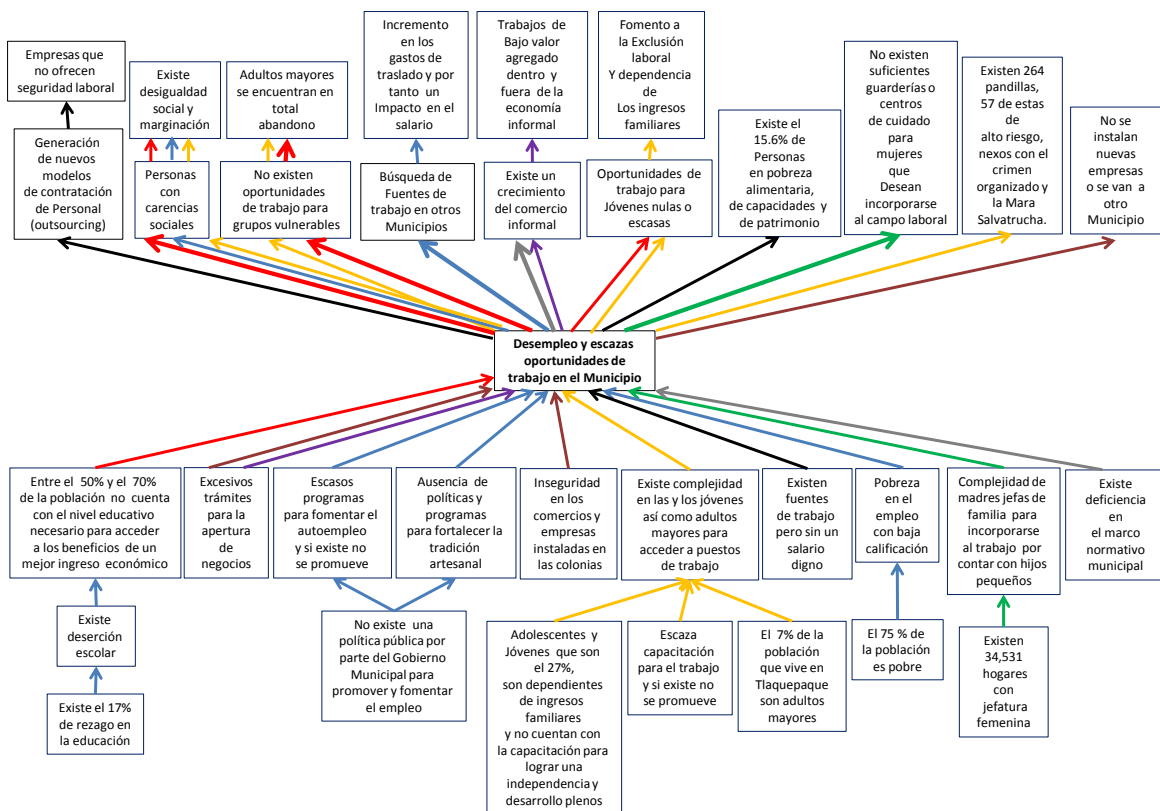 Empresas que
no ofrecen
seguridad laboral
Existe
desigualdad
social y
marginación
Adultos mayores
se encuentran en
total
abandono
Incremento
en los
gastos de
traslado y por
tanto un
Impacto en el
salario
Trabajos de
Bajo valor
agregado
dentro y
fuera de la
economía
informal
Fomento a
la Exclusión
laboral
Y dependencia
de
Los ingresos
familiares
No existen
suficientes
guarderías o
centros
de cuidado
para
mujeres
que
Desean
incorporarse
al campo laboral
Existen 264
pandillas,
57 de estas
de
alto riesgo,
nexos con el
crimen
organizado y
la Mara
Salvatrucha.
No se
instalan
nuevas
empresas
o se van a
otro
Municipio
Generación
de nuevos
modelos
de contratación
de Personal
(outsourcing)
Personas
con
carencias
sociales
No existen
oportunidades
de trabajo para
grupos vulnerables
Búsqueda de
Fuentes de
trabajo en otros
Municipios
Existe un
crecimiento
del comercio
informal
Oportunidades de
trabajo para
Jóvenes nulas o
escasas
Existe el
15.6% de
Personas
en pobreza
alimentaria,
de capacidades y
de patrimonio
Desempleo y escazas
oportunidades de
trabajo en el Municipio
Entre el 50% y el 70%
de la población no cuenta
con el nivel educativo
necesario para acceder
a los beneficios de un
mejor ingreso económico
Excesivos
trámites
para la
apertura
de
negocios
Escasos
programas
para fomentar el
autoempleo
y si existe no
se promueve
Ausencia de
políticas y
programas
para fortalecer la
tradición
artesanal
Inseguridad
en los
comercios y
empresas
instaladas en
las colonias
Existe complejidad
en las y los jóvenes
así como adultos
mayores para
acceder a puestos
de trabajo
Existen
fuentes
de trabajo
pero sin un
salario
digno
Pobreza
en el
empleo
con baja
calificación
Complejidad de
madres jefas de
familia para
incorporarse
al trabajo por
contar con hijos
pequeños
Existe
deficiencia
en
el marco
normativo
municipal
Existe
deserción
escolar
Existe el 17%
de rezago en
la educación
No existe una
política pública por
parte del Gobierno
Municipal para
promover y fomentar
el empleo
Adolescentes y
Jóvenes que son
el 27%,
son dependientes
de ingresos
familiares
y no cuentan con
la capacitación para
lograr una
independencia y
desarrollo plenos
Escaza
capacitación
para el trabajo
y si existe no
se promueve
El 7% de la
población
que vive en
Tlaquepaque
son adultos
mayores
El 75 % de
la población
es pobre
Existen
34,531
hogares
con
jefatura
femenina